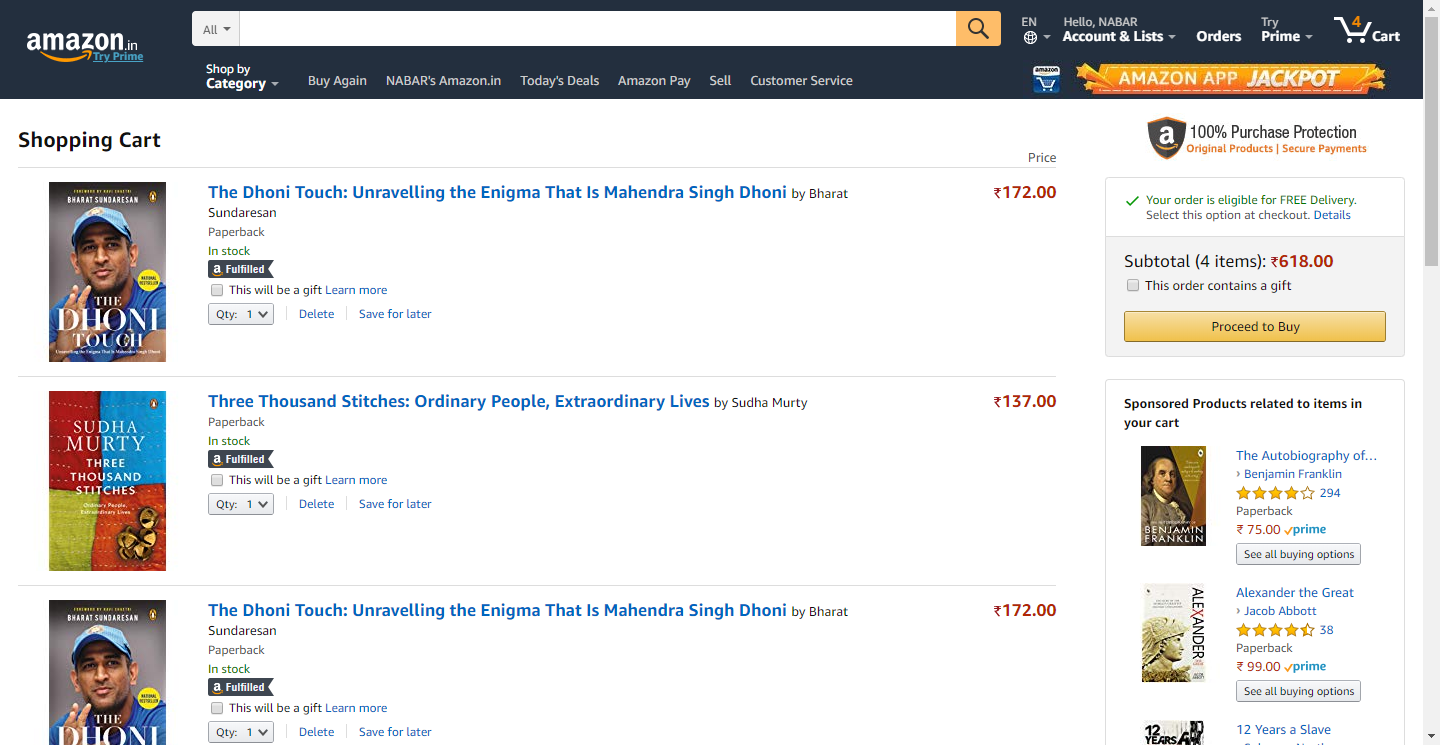 amazon.in
Try Prime
All
EN
Hello, NABAR
Account & Lists
Orders
Try
Prime
4
Cart
Shop by
Category
Buy Again
NABAR's Amazon.in
Today's Deals
Amazon Pay
Sell
Customer Service
amazon
AMAZON APP JACKPOT
Shopping Cart
Price
100% Purchase Protection
Original Products | Secure Payments
FOREWORD BY RAVI SHASTRI
BHARAT SUNDARESAN
NATIONAL
BESTSELLER
THE
DHONI
TOUCH
Unravelling the Enigma That Is Mahendra Singh Dhoni
The Dhoni Touch: Unravelling the Enigma That Is Mahendra Singh Dhoni by Bharat
Sundaresan
Paperback
In stock
a Fulfilled
This will be a gift Learn more
Qty: 1
Delete
Save for later
₹172.00
Your order is eligible for FREE Delivery.
Select this option at checkout. Details
Subtotal (4 items): ₹618.00
This order contains a gift
Proceed to Buy
SUDHA
MURTY
THREE
THOUSAND
STITCHES
Ordinary People,
Extraordinary Lives
Three Thousand Stitches: Ordinary People, Extraordinary Lives by Sudha Murty
Paperback
In stock
a Fulfilled
This will be a gift Learn more
Qty: 1
Delete
Save for later
₹137.00
Sponsored Products related to items in
your cart
BENJAMIN
FRANKLIN
The Autobiography of…
› Benjamin Franklin
294
Paperback
₹ 75.00 prime
See all buying options
ALEXANDER
Alexander the Great
› Jacob Abbott
38
Paperback
₹ 99.00 prime
See all buying options
12
YEARS A
12 Years a Slave
FOREWORD BY RAVI SHASTRI
BHARAT SUNDARESAN
NATIONAL
BESTSELLER
THE
DHONI
The Dhoni Touch: Unravelling the Enigma That Is Mahendra Singh Dhoni by Bharat
Sundaresan
Paperback
In stock
a Fulfilled
This will be a gift Learn more
Qty: 1
Delete
Save for later
₹172.00